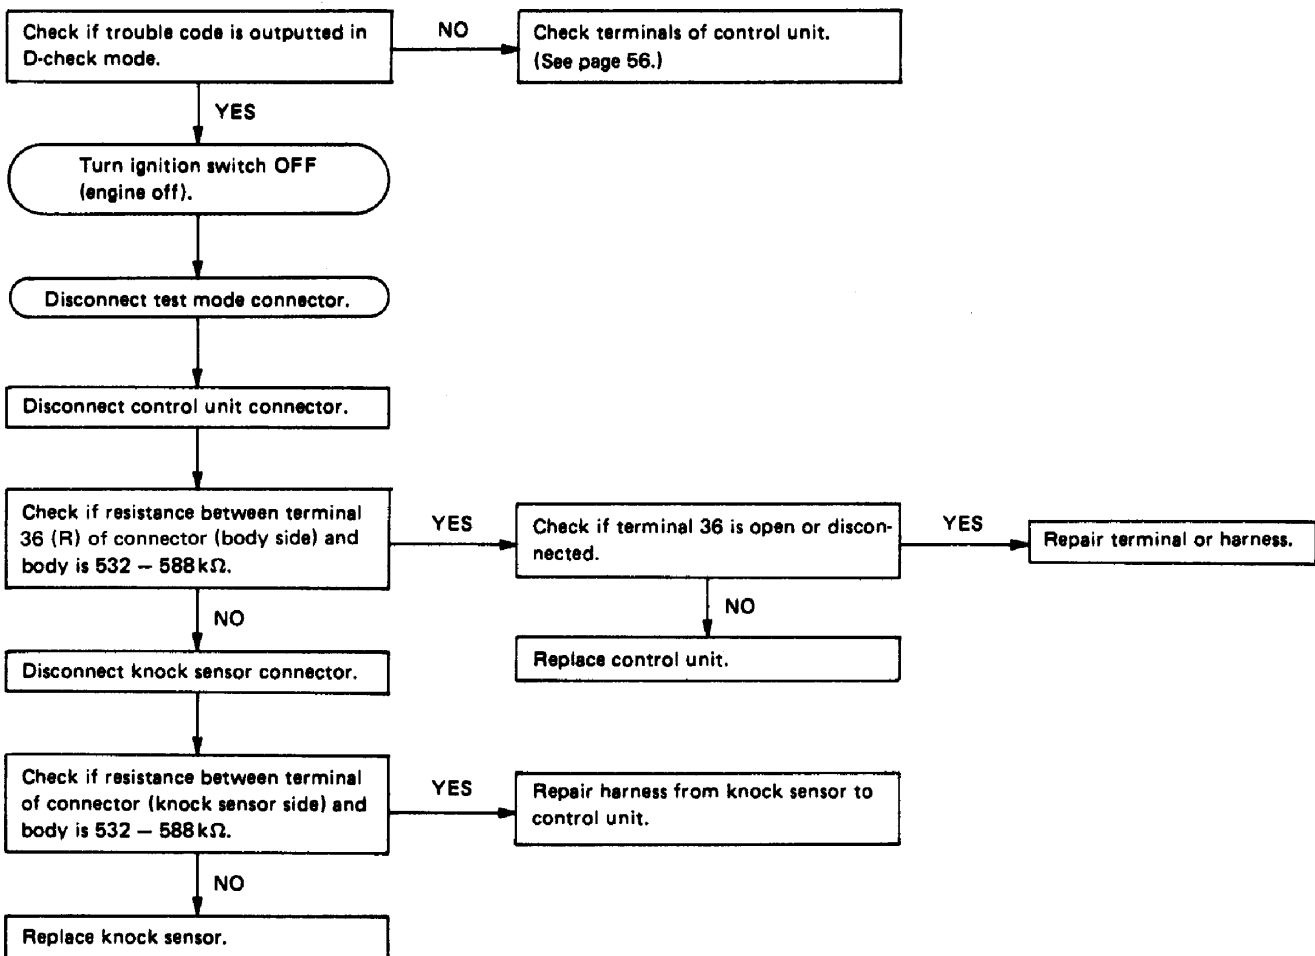 Check if trouble code is outputted in
D-check mode.
NO
Check terminals of control unit.
(See page 56.)
YES
Turn ignition switch OFF
(engine off).
Disconnect test mode connector.
Disconnect control unit connector.
Check if resistance between terminal
36 (R) of connector (body side) and
body is 532 – 588 kΩ.
YES
Check if terminal 36 is open or discon-
nected.
YES
Repair terminal or harness.
NO
NO
Replace control unit.
Disconnect knock sensor connector.
Check if resistance between terminal
of connector (knock sensor side) and
body is 532 – 588 kΩ.
YES
Repair harness from knock sensor to
control unit.
NO
Replace knock sensor.